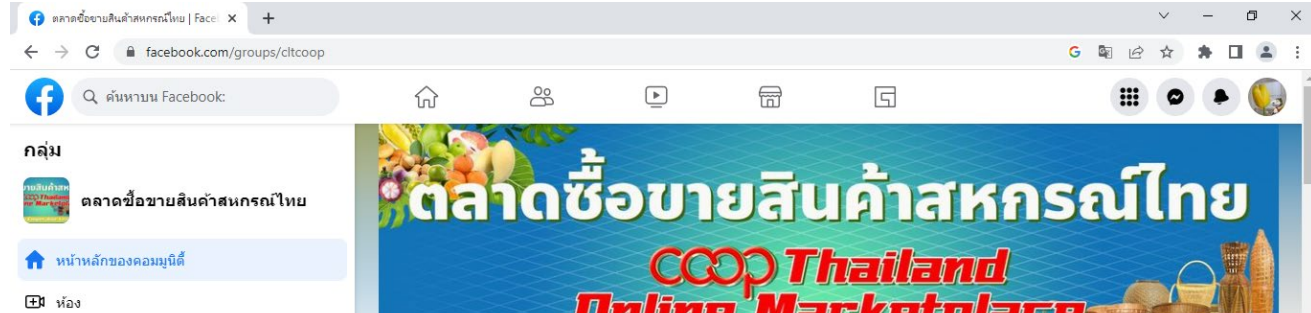 ตลาดซื้อขายสินค้าสหกรณ์ไทย | Face
facebook.com/groups/cltcoop
ค้นหาบน Facebook:
กลุ่ม
ตลาดซื้อขายสินค้าสหกรณ์ไทย
หน้าหลักของคอมมูนิตี้
ห้อง
ตลาดซื้อขายสินค้าสหกรณ์ไทย
COOP Thailand
Online Marketplace